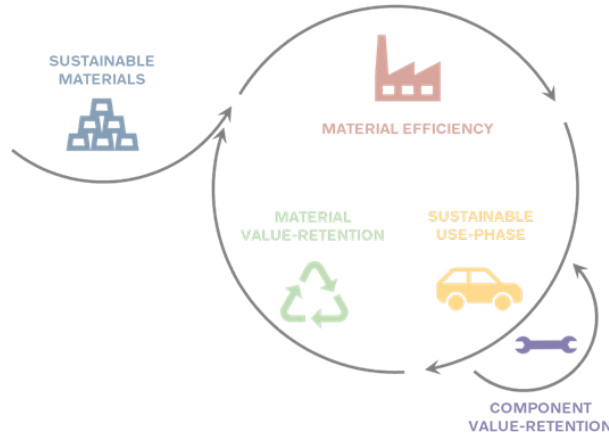 SUSTAINABLE
MATERIALS
MATERIAL EFFICIENCY
MATERIAL
VALUE-RETENTION
SUSTAINABLE
USE-PHASE
COMPONENT
VALUE-RETENTION